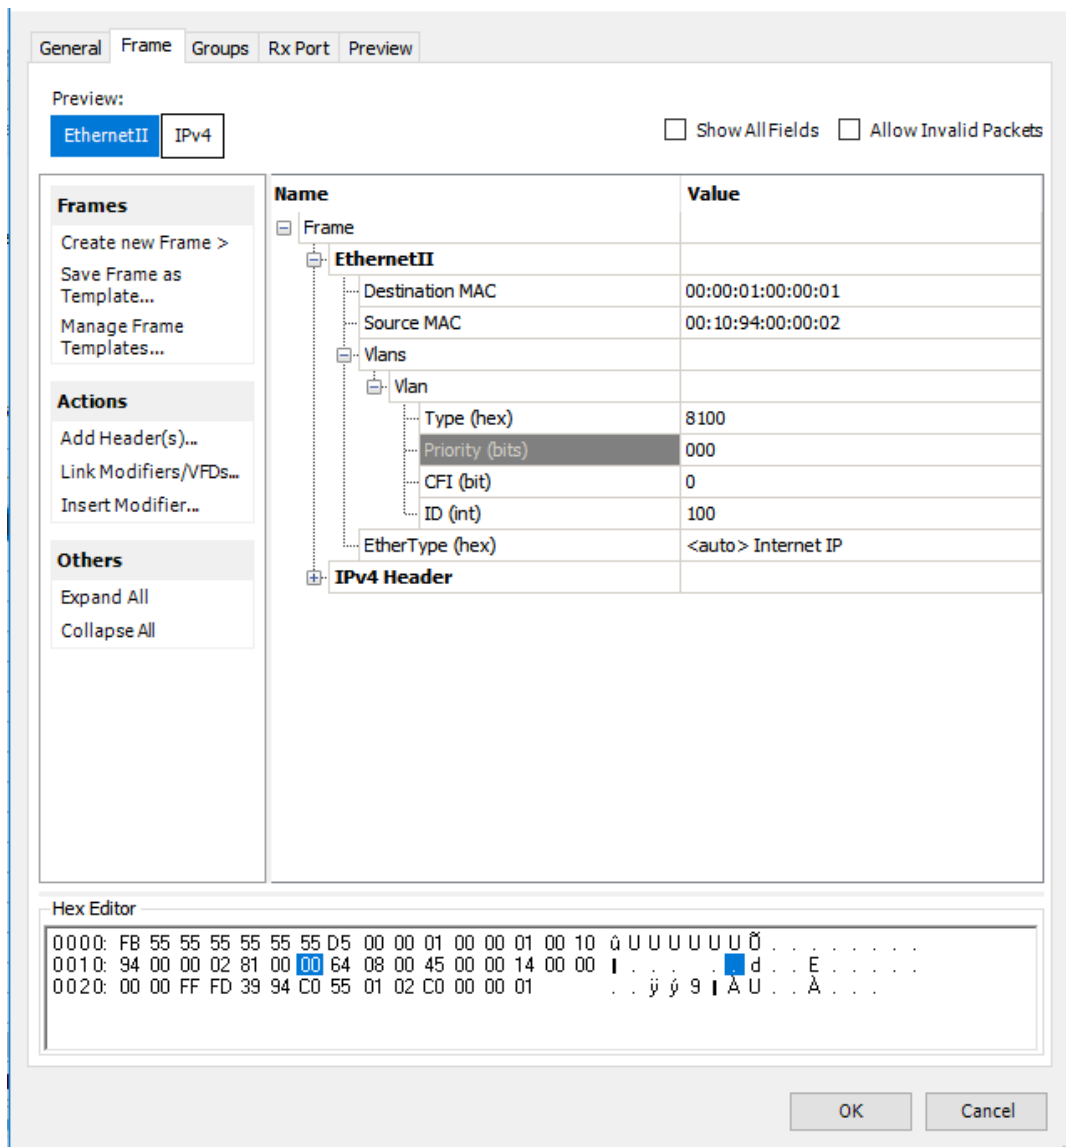 General Frame Groups Rx Port Preview
Preview:
EthernetII IPv4
Show All Fields Allow Invalid Packets
Frames
Create new Frame >
Save Frame as
Template...
Manage Frame
Templates...
Actions
Add Header(s)...
Link Modifiers/VFDs...
Insert Modifier...
Others
Expand All
Collapse All
Name Value
Frame
EthernetII
Destination MAC 00:00:01:00:00:01
Source MAC 00:10:94:00:00:02
Vlans
Vlan
Type (hex) 8100
Priority (bits) 000
CFI (bit) 0
ID (int) 100
EtherType (hex) <auto> Internet IP
IPv4 Header
Hex Editor
0000: FB 55 55 55 55 55 55 D5 00 00 01 00 00 01 00 10 û U U U U U U Õ . . . . . . . .
0010: 94 00 00 02 81 00 00 64 08 00 45 00 00 14 00 00 ▌ . . . . . . d . . E . . . . .
0020: 00 00 FF FD 39 94 C0 55 01 02 C0 00 00 01 . . ÿ ý 9 ▌ À U . . À . . .
OK Cancel